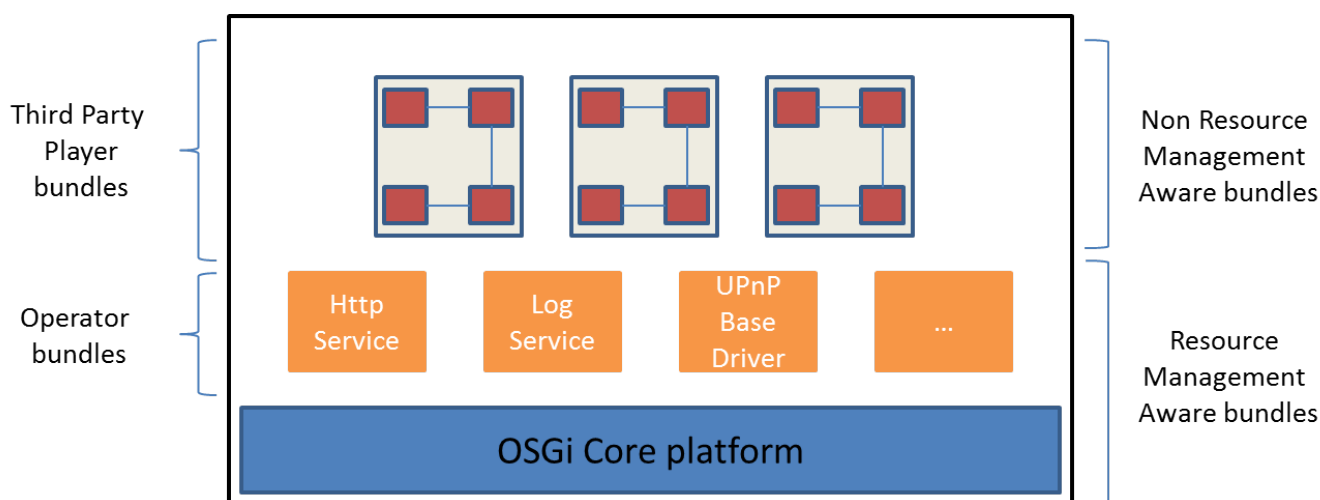 Third Party
Player
bundles
Non Resource
Management
Aware bundles
Operator
bundles
Http
Service
Log
Service
UPnP
Base
Driver
...
Resource
Management
Aware bundles
OSGi Core platform